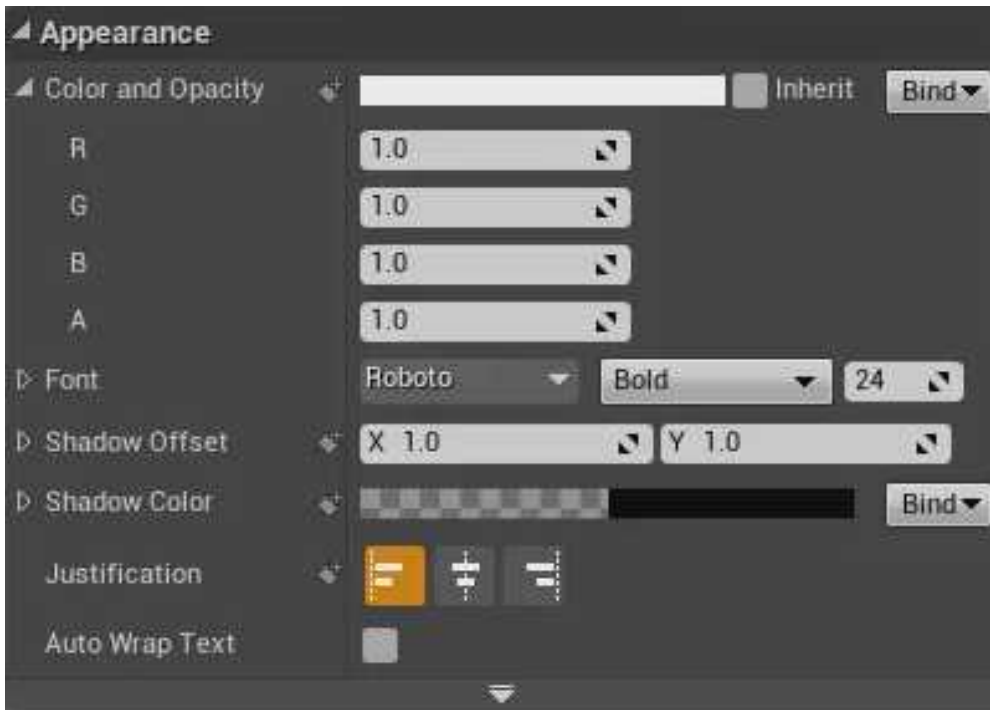 Appearance
Color and Opacity Inherit Bind
R 1.0
G 1.0
B 1.0
A 1.0
Font Roboto Bold 24
Shadow Offset X 1.0 Y 1.0
Shadow Color Bind
Justification
Auto Wrap Text